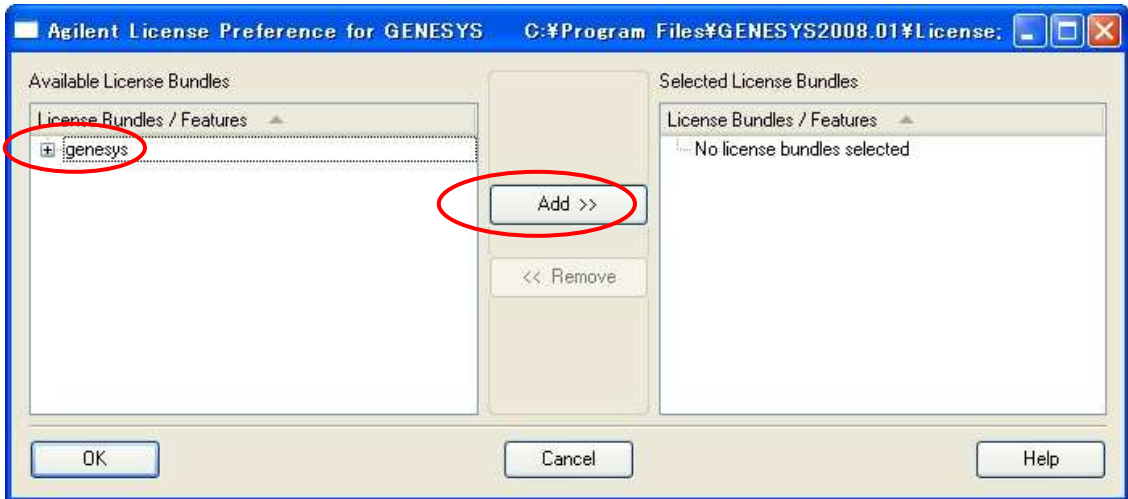 Agilent License Preference for GENESYS C:¥Program Files¥GENESYS2008.01¥License;
Available License Bundles
License Bundles / Features
genesys
Add >>
<< Remove
Selected License Bundles
License Bundles / Features
No license bundles selected
OK
Cancel
Help